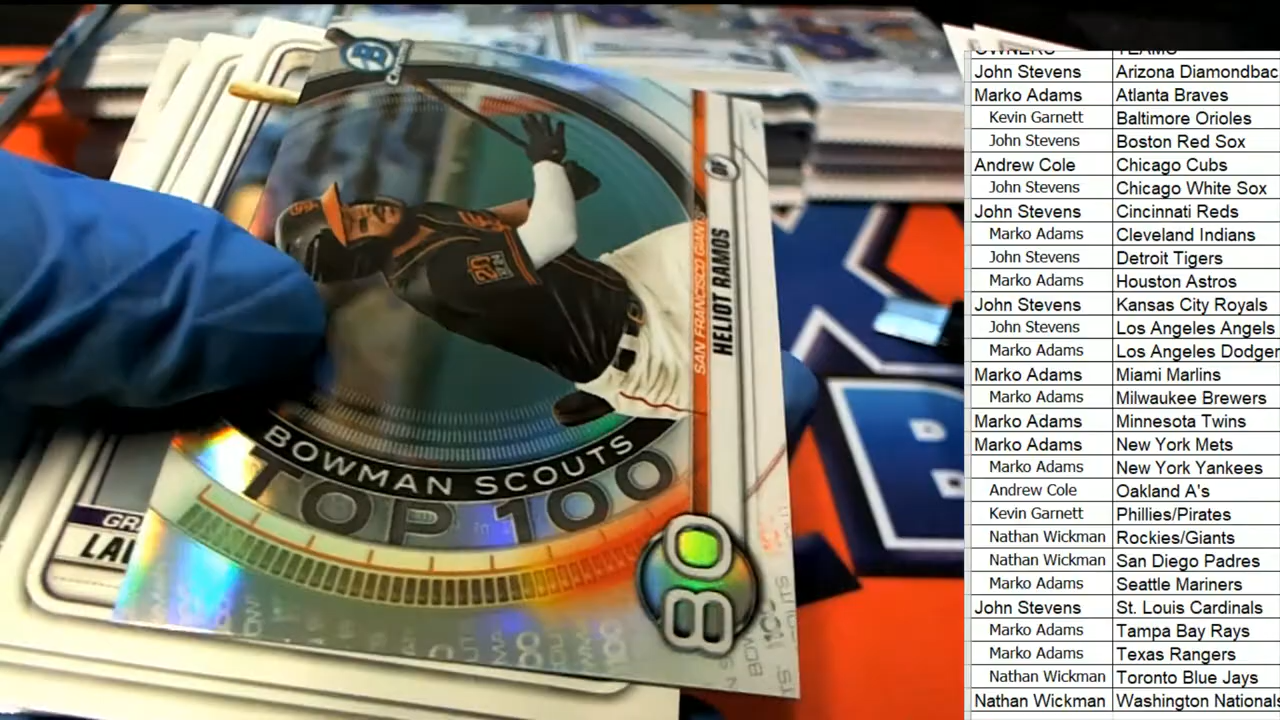 B
Chrome
OF
SAN FRANCISCO GIANTS
HELIOT RAMOS
BOWMAN SCOUTS
TOP 100
80
GR
LAU
B
OWNERS TEAMS
John Stevens Arizona Diamondbac
Marko Adams Atlanta Braves
Kevin Garnett Baltimore Orioles
John Stevens Boston Red Sox
Andrew Cole Chicago Cubs
John Stevens Chicago White Sox
John Stevens Cincinnati Reds
Marko Adams Cleveland Indians
John Stevens Detroit Tigers
Marko Adams Houston Astros
John Stevens Kansas City Royals
John Stevens Los Angeles Angels
Marko Adams Los Angeles Dodger
Marko Adams Miami Marlins
Marko Adams Milwaukee Brewers
Marko Adams Minnesota Twins
Marko Adams New York Mets
Marko Adams New York Yankees
Andrew Cole Oakland A's
Kevin Garnett Phillies/Pirates
Nathan Wickman Rockies/Giants
Nathan Wickman San Diego Padres
Marko Adams Seattle Mariners
John Stevens St. Louis Cardinals
Marko Adams Tampa Bay Rays
Marko Adams Texas Rangers
Nathan Wickman Toronto Blue Jays
Nathan Wickman Washington Nationals